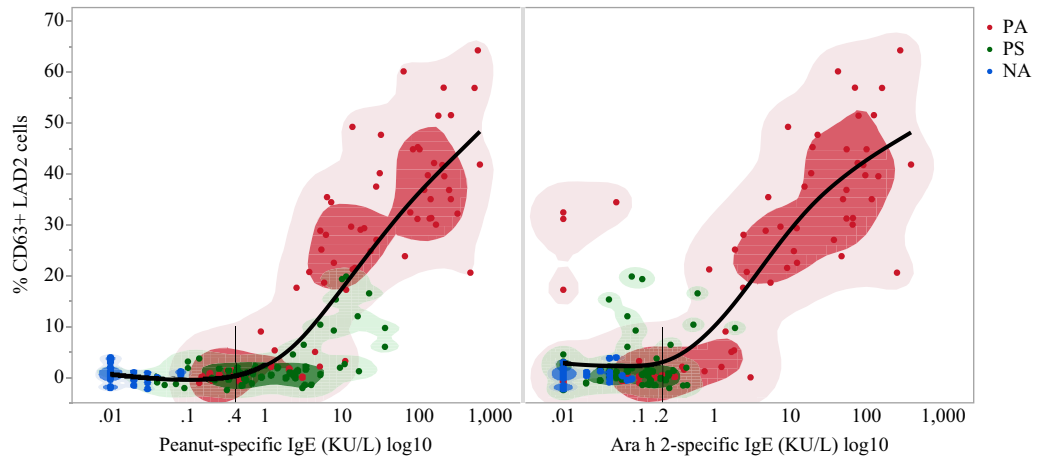 70
60
50
40
30
20
10
0
% CD63+ LAD2 cells
.01 .1 .4 1 10 100 1,000
Peanut-specific IgE (KU/L) log10
.01 .1 .2 1 10 100 1,000
Ara h 2-specific IgE (KU/L) log10
PA
PS
NA